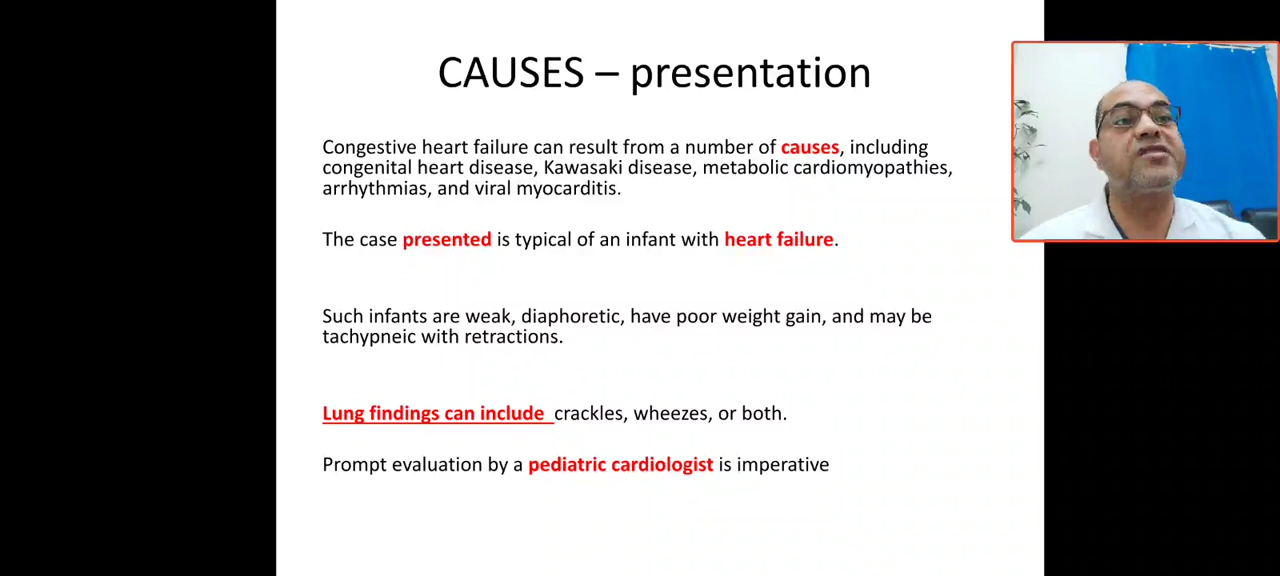 CAUSES – presentation
Congestive heart failure can result from a number of causes, including
congenital heart disease, Kawasaki disease, metabolic cardiomyopathies,
arrhythmias, and viral myocarditis.
The case presented is typical of an infant with heart failure.
Such infants are weak, diaphoretic, have poor weight gain, and may be
tachypneic with retractions.
Lung findings can include crackles, wheezes, or both.
Prompt evaluation by a pediatric cardiologist is imperative